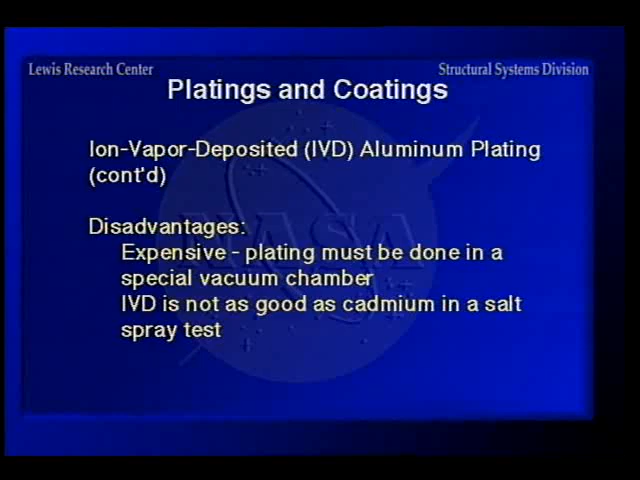 Lewis Research Center
Structural Systems Division
Platings and Coatings
Ion-Vapor-Deposited (IVD) Aluminum Plating
(cont'd)
Disadvantages:
Expensive - plating must be done in a
special vacuum chamber
IVD is not as good as cadmium in a salt
spray test
NASA